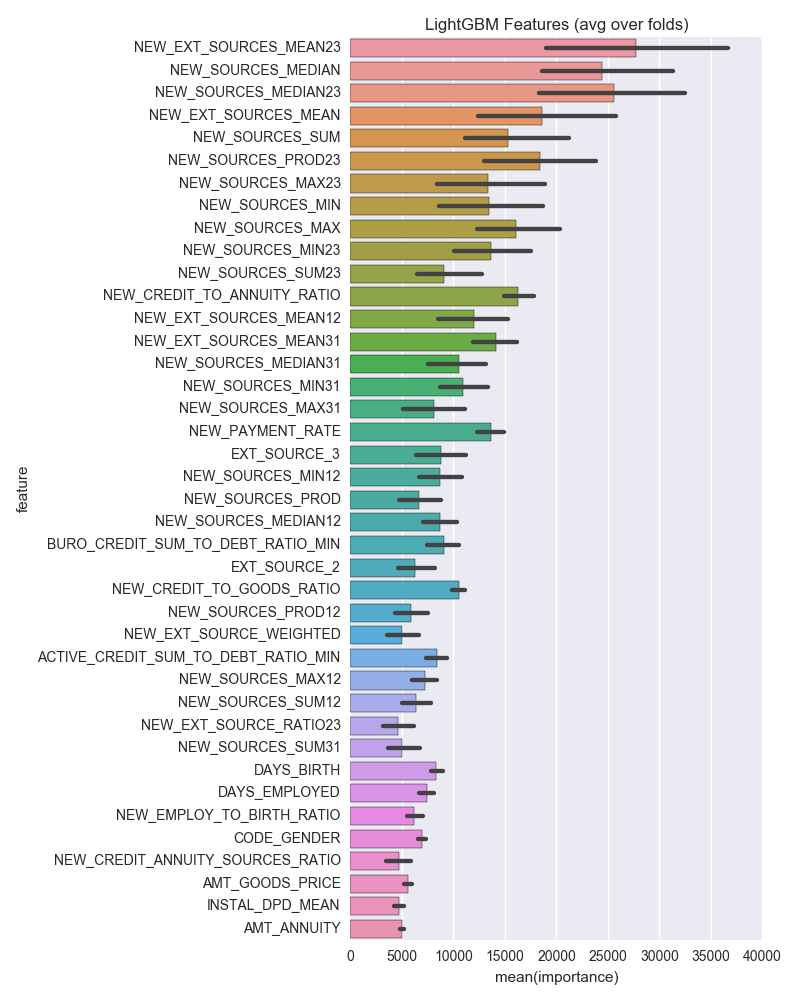 LightGBM Features (avg over folds)
NEW_EXT_SOURCES_MEAN23
NEW_SOURCES_MEDIAN
NEW_SOURCES_MEDIAN23
NEW_EXT_SOURCES_MEAN
NEW_SOURCES_SUM
NEW_SOURCES_PROD23
NEW_SOURCES_MAX23
NEW_SOURCES_MIN
NEW_SOURCES_MAX
NEW_SOURCES_MIN23
NEW_SOURCES_SUM23
NEW_CREDIT_TO_ANNUITY_RATIO
NEW_EXT_SOURCES_MEAN12
NEW_EXT_SOURCES_MEAN31
NEW_SOURCES_MEDIAN31
NEW_SOURCES_MIN31
NEW_SOURCES_MAX31
NEW_PAYMENT_RATE
EXT_SOURCE_3
NEW_SOURCES_MIN12
NEW_SOURCES_PROD
NEW_SOURCES_MEDIAN12
BURO_CREDIT_SUM_TO_DEBT_RATIO_MIN
EXT_SOURCE_2
NEW_CREDIT_TO_GOODS_RATIO
NEW_SOURCES_PROD12
NEW_EXT_SOURCE_WEIGHTED
ACTIVE_CREDIT_SUM_TO_DEBT_RATIO_MIN
NEW_SOURCES_MAX12
NEW_SOURCES_SUM12
NEW_EXT_SOURCE_RATIO23
NEW_SOURCES_SUM31
DAYS_BIRTH
DAYS_EMPLOYED
NEW_EMPLOY_TO_BIRTH_RATIO
CODE_GENDER
NEW_CREDIT_ANNUITY_SOURCES_RATIO
AMT_GOODS_PRICE
INSTAL_DPD_MEAN
AMT_ANNUITY
feature
0 5000 10000 15000 20000 25000 30000 35000 40000
mean(importance)